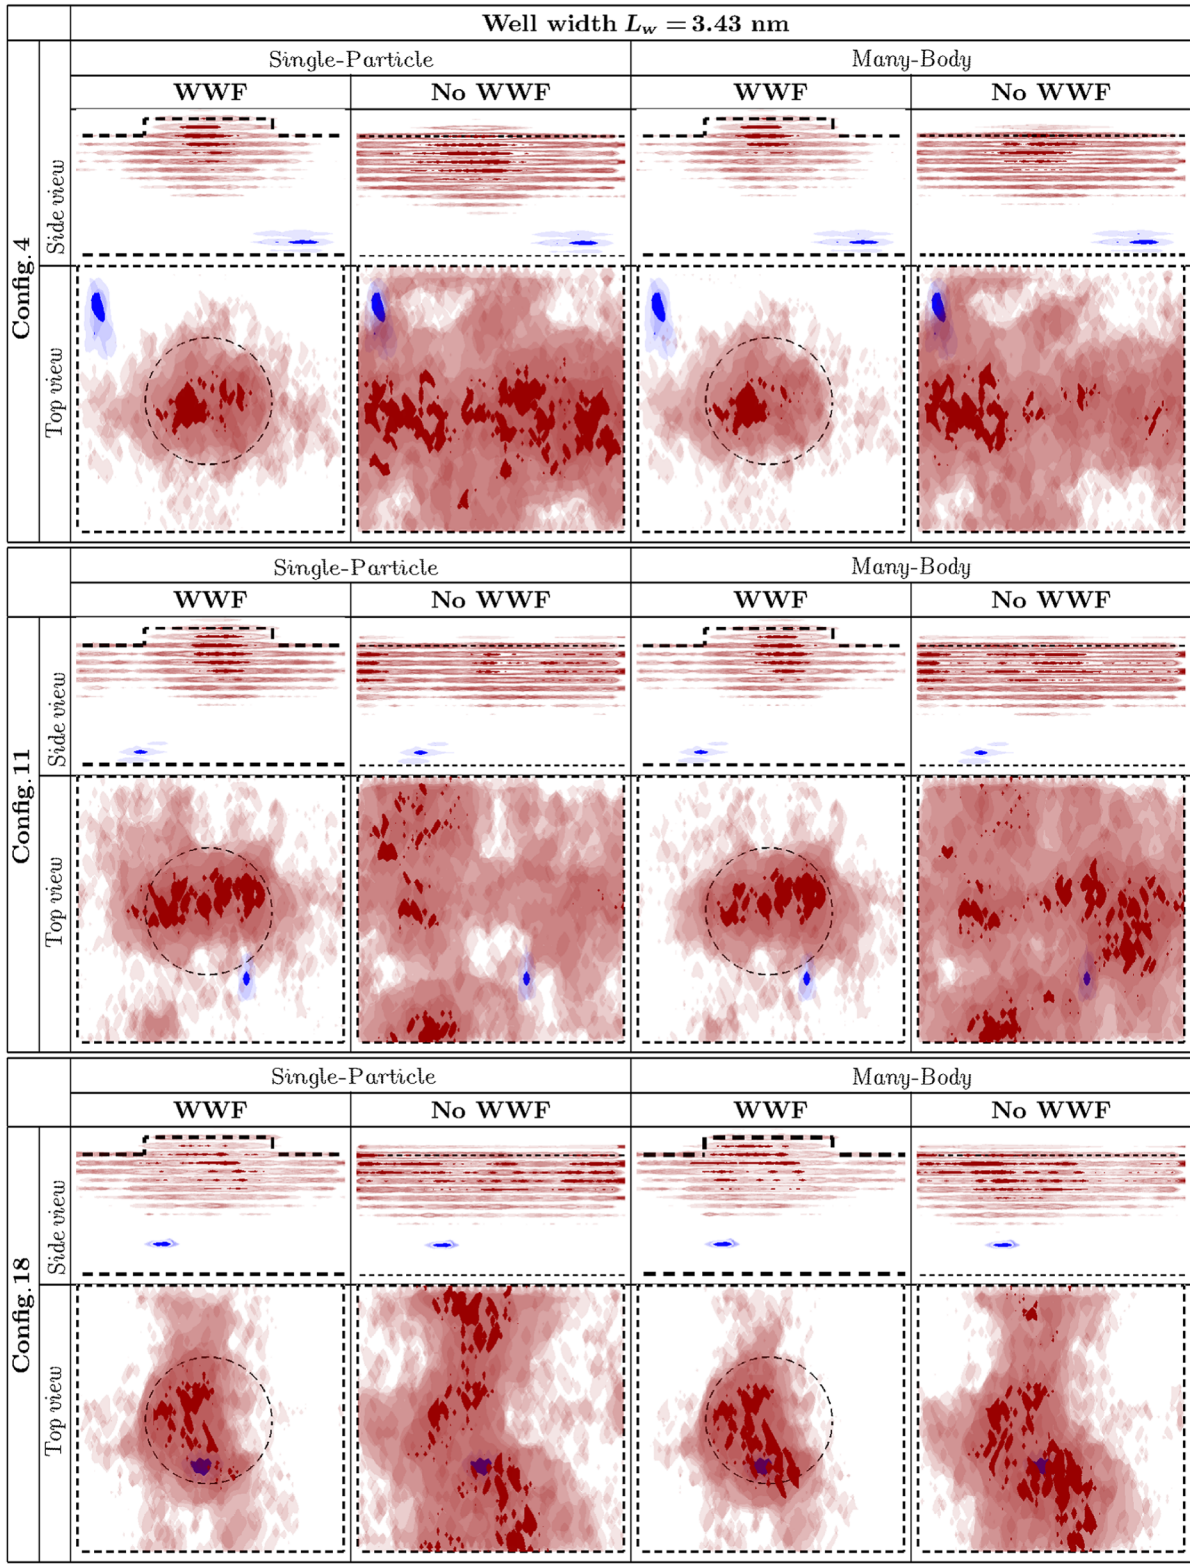 Well width L_w = 3.43 nm
Single-Particle Many-Body
WWF No WWF WWF No WWF
Config. 4
Side view
Top view
Single-Particle Many-Body
WWF No WWF WWF No WWF
Config. 11
Side view
Top view
Single-Particle Many-Body
WWF No WWF WWF No WWF
Config. 18
Side view
Top view